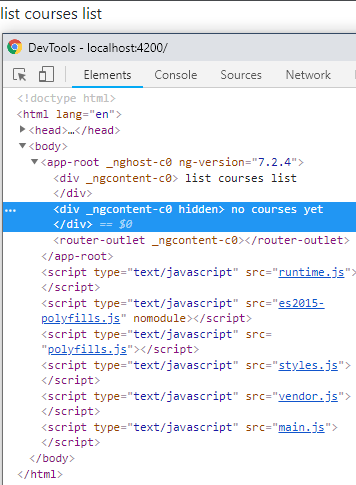 list courses list
DevTools - localhost:4200/
Elements Console Sources Network
<!doctype html>
<html lang="en">
<head>…</head>
<body>
<app-root _nghost-c0 ng-version="7.2.4">
<div _ngcontent-c0> list courses list
</div>
… <div _ngcontent-c0 hidden> no courses yet
</div> == $0
<router-outlet _ngcontent-c0></router-outlet>
</app-root>
<script type="text/javascript" src="runtime.js">
</script>
<script type="text/javascript" src="es2015-
polyfills.js" nomodule></script>
<script type="text/javascript" src=
"polyfills.js"></script>
<script type="text/javascript" src="styles.js">
</script>
<script type="text/javascript" src="vendor.js">
</script>
<script type="text/javascript" src="main.js">
</script>
</body>
</html>